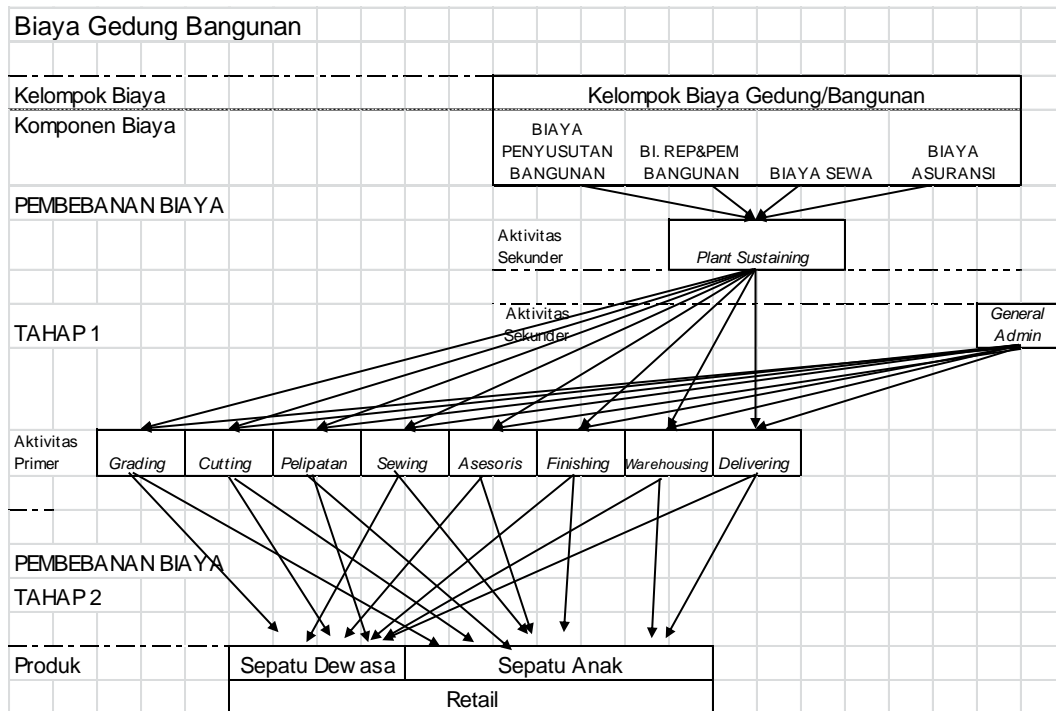 Biaya Gedung Bangunan
Kelompok Biaya
Kelompok Biaya Gedung/Bangunan
Komponen Biaya
BIAYA PENYUSUTAN BANGUNAN
BI. REP&PEM BANGUNAN
BIAYA SEWA
BIAYA ASURANSI
PEMBEBANAN BIAYA
Aktivitas Sekunder
Plant Sustaining
TAHAP 1
Aktivitas Sekunder
General Admin
Aktivitas Primer
Grading
Cutting
Pelipatan
Sewing
Asesoris
Finishing
Warehousing
Delivering
PEMBEBANAN BIAYA
TAHAP 2
Produk
Sepatu Dewasa
Sepatu Anak
Retail